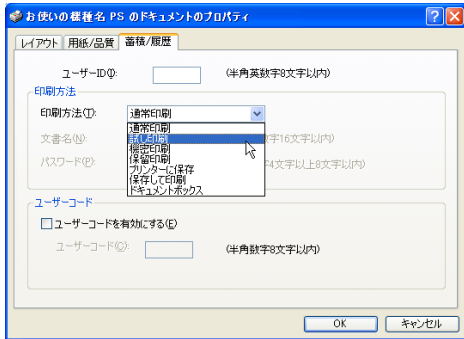 お使いの機種名 PS のドキュメントのプロパティ
レイアウト 用紙/品質 蓄積/履歴
ユーザーID(I): (半角英数字8文字以内)
印刷方法
印刷方法(T): 通常印刷
通常印刷
試し印刷
文書名(N): 字16文字以内)
機密印刷
保留印刷
パスワード(P): 字4文字以上8文字以内)
プリンターに保存
保存して印刷
ドキュメントボックス
ユーザーコード
ユーザーコードを有効にする(E)
ユーザーコード(C): (半角数字8文字以内)
OK キャンセル